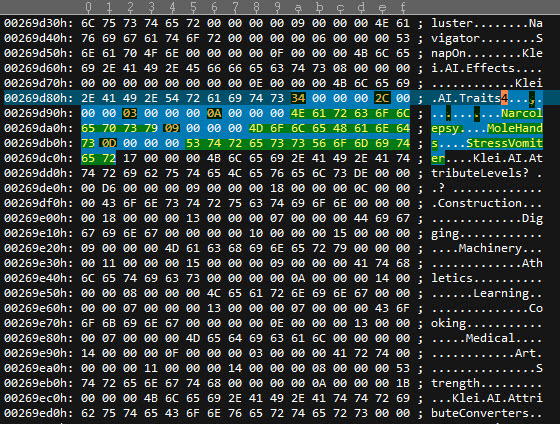 0 1 2 3 4 5 6 7 8 9 a b c d e f
00269d30h: 6C 75 73 74 65 72 00 00 00 00 09 00 00 00 4E 61 ; luster........Na
00269d40h: 76 69 67 61 74 6F 72 00 00 00 00 06 00 00 00 53 ; vigator........S
00269d50h: 6E 61 70 4F 6E 00 00 00 00 0F 00 00 00 4B 6C 65 ; napOn........Kle
00269d60h: 69 2E 41 49 2E 45 66 66 65 63 74 73 08 00 00 00 ; i.AI.Effects....
00269d70h: 00 00 00 00 00 00 00 00 00 00 00 00 4B 6C 65 69 ; ............Klei
00269d80h: 2E 41 49 2E 54 72 61 69 74 73 34 00 00 00 2C 00 ; .AI.Traits4...,.
00269d90h: 00 00 03 00 00 00 0A 00 00 00 4E 61 72 63 6F 6C ; ..........Narcol
00269da0h: 65 70 73 79 09 00 00 00 4D 6F 6C 65 48 61 6E 64 ; epsy....MoleHand
00269db0h: 73 0D 00 00 00 53 74 72 65 73 73 56 6F 6D 69 74 ; s....StressVomit
00269dc0h: 65 72 17 00 00 00 4B 6C 65 69 2E 41 49 2E 41 74 ; er....Klei.AI.At
00269dd0h: 74 72 69 62 75 74 65 4C 65 76 65 6C 73 DE 00 00 ; tributeLevels?..
00269de0h: 00 D6 00 00 00 09 00 00 00 18 00 00 00 0C 00 00 ; .?..............
00269df0h: 00 43 6F 6E 73 74 72 75 63 74 69 6F 6E 00 00 00 ; .Construction...
00269e00h: 00 18 00 00 00 13 00 00 00 07 00 00 00 44 69 67 ; .............Dig
00269e10h: 67 69 6E 67 00 00 00 00 10 00 00 00 15 00 00 00 ; ging............
00269e20h: 09 00 00 00 4D 61 63 68 69 6E 65 72 79 00 00 00 ; ....Machinery...
00269e30h: 00 11 00 00 00 15 00 00 00 09 00 00 00 41 74 68 ; .............Ath
00269e40h: 6C 65 74 69 63 73 00 00 00 00 0A 00 00 00 14 00 ; letics..........
00269e50h: 00 00 08 00 00 00 4C 65 61 72 6E 69 6E 67 00 00 ; ......Learning..
00269e60h: 00 00 07 00 00 00 13 00 00 00 07 00 00 00 43 6F ; ..............Co
00269e70h: 6F 6B 69 6E 67 00 00 00 00 0E 00 00 00 13 00 00 ; oking...........
00269e80h: 00 07 00 00 00 4D 65 64 69 63 61 6C 00 00 00 00 ; .....Medical....
00269e90h: 14 00 00 00 0F 00 00 00 03 00 00 00 41 72 74 00 ; ............Art.
00269ea0h: 00 00 00 11 00 00 00 14 00 00 00 08 00 00 00 53 ; ...............S
00269eb0h: 74 72 65 6E 67 74 68 00 00 00 00 0A 00 00 00 1B ; trength.........
00269ec0h: 00 00 00 4B 6C 65 69 2E 41 49 2E 41 74 74 72 69 ; ...Klei.AI.Attri
00269ed0h: 62 75 74 65 43 6F 6E 76 65 72 74 65 72 73 00 00 ; buteConverters..